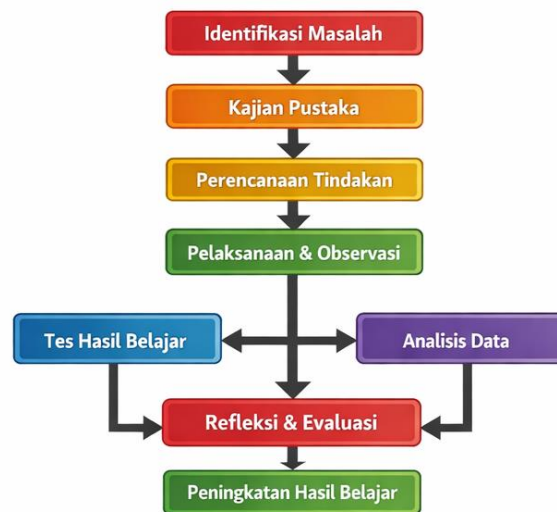 Identifikasi Masalah
Kajian Pustaka
Perencanaan Tindakan
Pelaksanaan & Observasi
Tes Hasil Belajar
Analisis Data
Refleksi & Evaluasi
Peningkatan Hasil Belajar